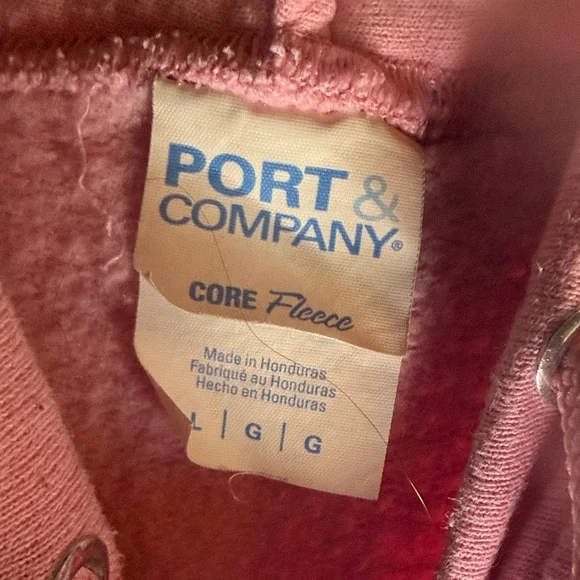 PORT &
COMPANY®
CORE Fleece
Made in Honduras
Fabriqué au Honduras
Hecho en Honduras
L | G | G